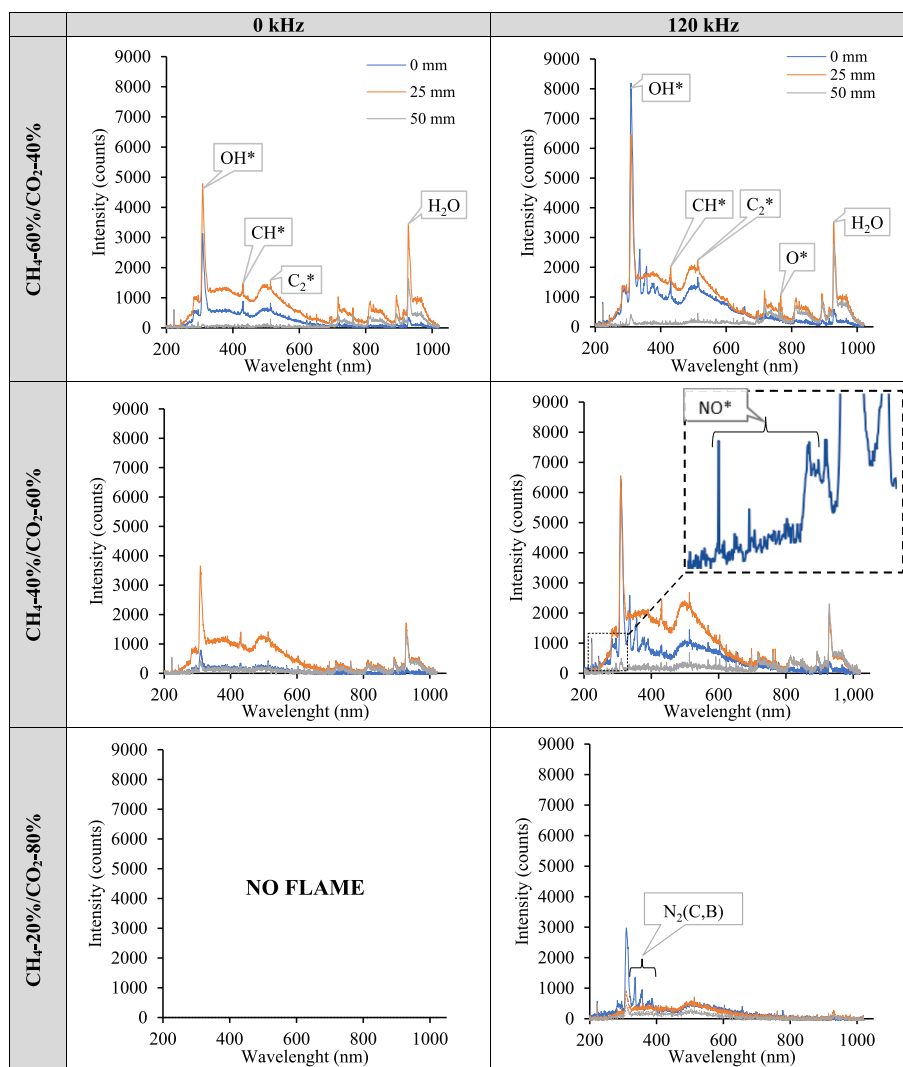 0 kHz
120 kHz
CH₄-60%/CO₂-40%
9000
8000
7000
6000
5000
4000
3000
2000
1000
0
Intensity (counts)
0 mm
25 mm
50 mm
OH*
CH*
C₂*
H₂O
200
400
600
800
1000
Wavelenght (nm)
9000
8000
7000
6000
5000
4000
3000
2000
1000
0
Intensity (counts)
0 mm
25 mm
50 mm
OH*
CH*
C₂*
O*
H₂O
200
400
600
800
1000
Wavelenght (nm)
CH₄-40%/CO₂-60%
9000
8000
7000
6000
5000
4000
3000
2000
1000
0
Intensity (counts)
200
400
600
800
1000
Wavelenght (nm)
9000
8000
7000
6000
5000
4000
3000
2000
1000
0
Intensity (counts)
NO*
200
400
600
800
1,000
Wavelenght (nm)
CH₄-20%/CO₂-80%
9000
8000
7000
6000
5000
4000
3000
2000
1000
0
Intensity (counts)
NO FLAME
200
400
600
800
1000
Wavelenght (nm)
9000
8000
7000
6000
5000
4000
3000
2000
1000
0
Intensity (counts)
N₂(C,B)
200
400
600
800
1000
Wavelenght (nm)